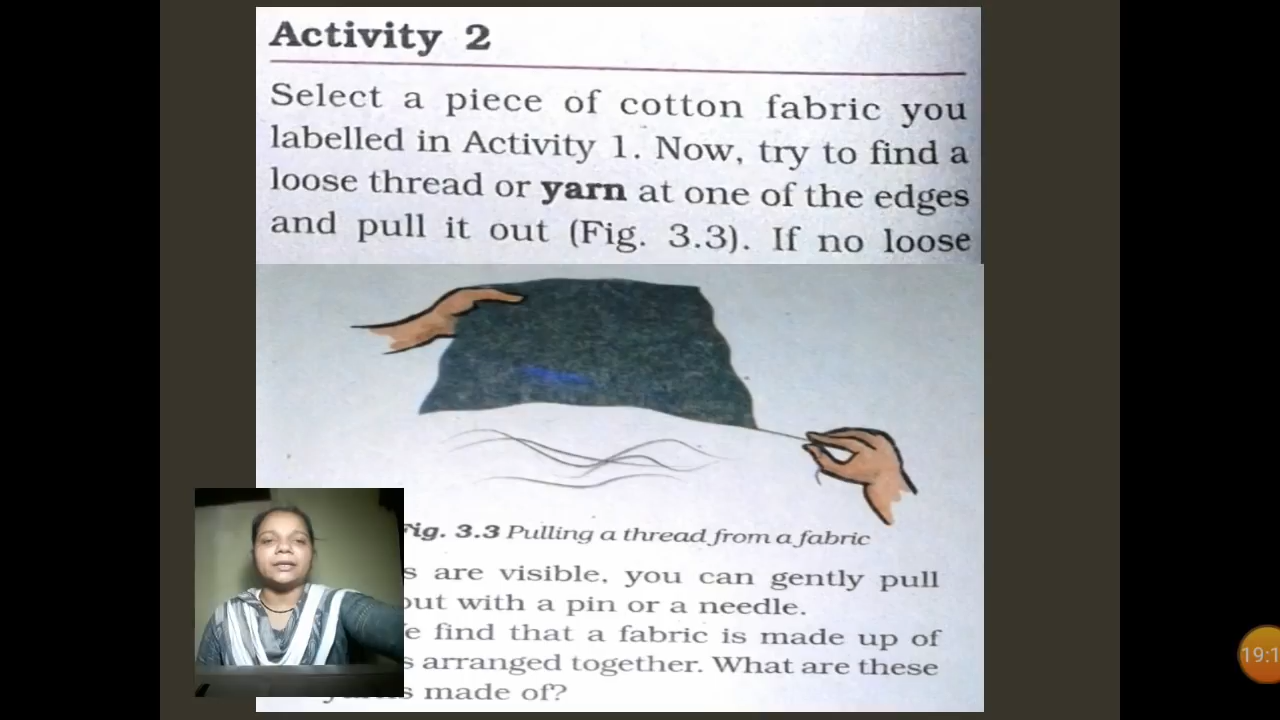 Activity 2
Select a piece of cotton fabric you
labelled in Activity 1. Now, try to find a
loose thread or yarn at one of the edges
and pull it out (Fig. 3.3). If no loose
Fig. 3.3 Pulling a thread from a fabric
are visible, you can gently pull
out with a pin or a needle.
find that a fabric is made up of
arranged together. What are these
made of?
19:1